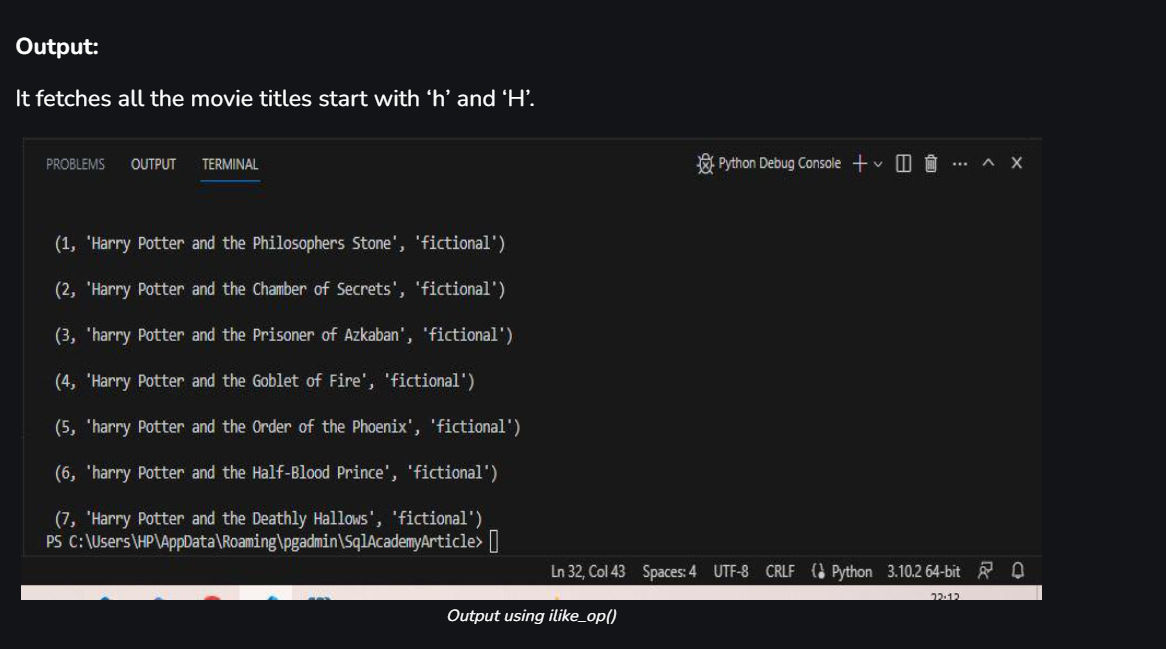 Output:
It fetches all the movie titles start with ‘h’ and ‘H’.
PROBLEMS OUTPUT TERMINAL Python Debug Console
(1, 'Harry Potter and the Philosophers Stone', 'fictional')
(2, 'Harry Potter and the Chamber of Secrets', 'fictional')
(3, 'harry Potter and the Prisoner of Azkaban', 'fictional')
(4, 'Harry Potter and the Goblet of Fire', 'fictional')
(5, 'harry Potter and the Order of the Phoenix', 'fictional')
(6, 'harry Potter and the Half-Blood Prince', 'fictional')
(7, 'Harry Potter and the Deathly Hallows', 'fictional')
PS C:\Users\HP\AppData\Roaming\pgadmin\SqlAcademyArticle>
Ln 32, Col 43 Spaces: 4 UTF-8 CRLF Python 3.10.2 64-bit
Output using ilike_op()